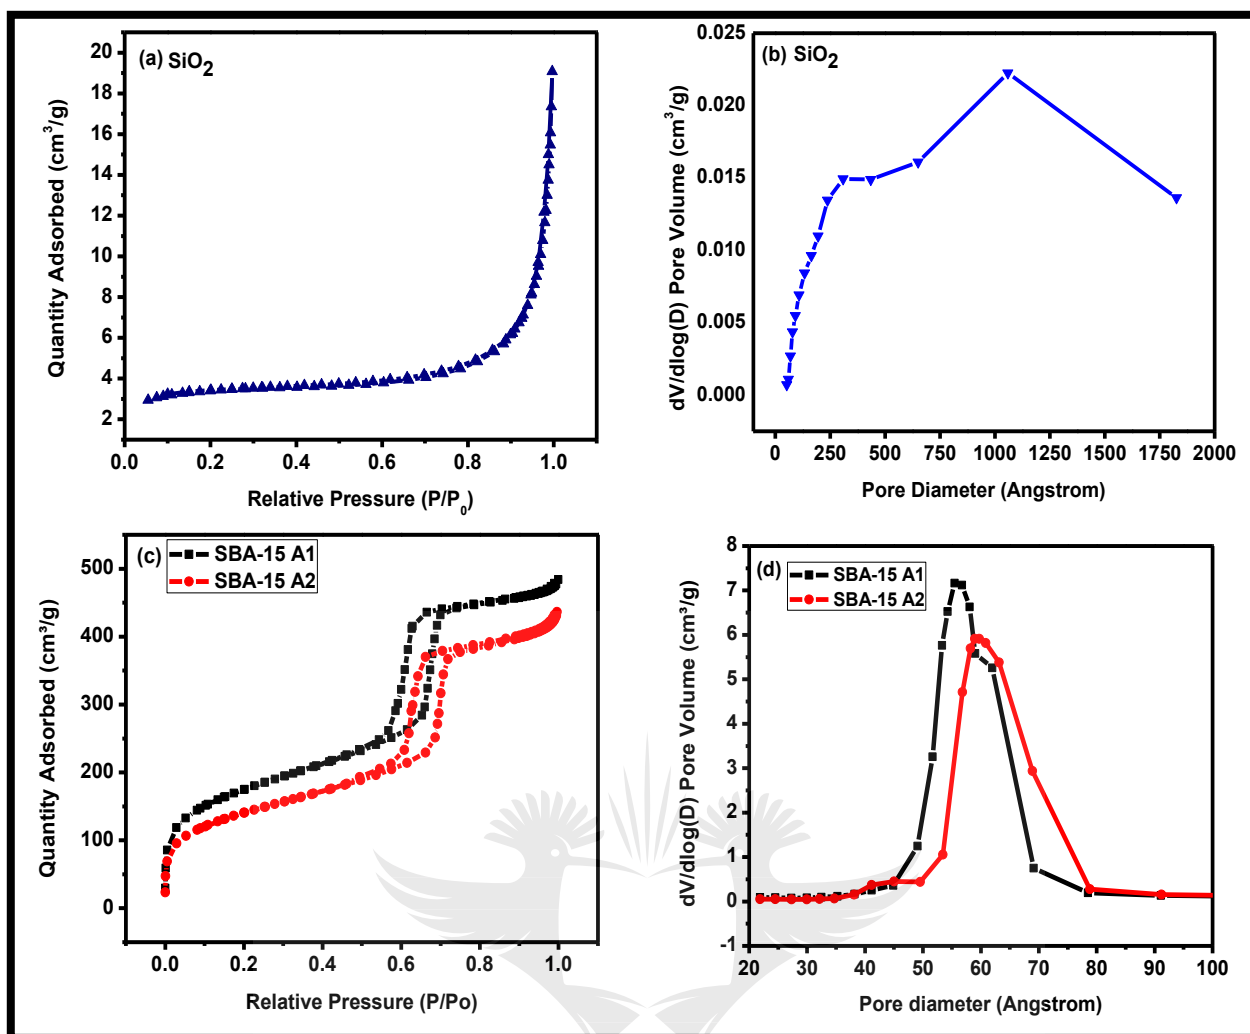 (a) SiO₂
Quantity Adsorbed (cm³/g)
20
18
16
14
12
10
8
6
4
2
0.0 0.2 0.4 0.6 0.8 1.0
Relative Pressure (P/P₀)
(b) SiO₂
dV/dlog(D) Pore Volume (cm³/g)
0.025
0.020
0.015
0.010
0.005
0.000
0 250 500 750 1000 1250 1500 1750 2000
Pore Diameter (Angstrom)
(c)
SBA-15 A1
SBA-15 A2
Quantity Adsorbed (cm³/g)
500
400
300
200
100
0
0.0 0.2 0.4 0.6 0.8 1.0
Relative Pressure (P/Po)
(d)
SBA-15 A1
SBA-15 A2
dV/dlog(D) Pore Volume (cm³/g)
8
7
6
5
4
3
2
1
0
-1
20 30 40 50 60 70 80 90 100
Pore diameter (Angstrom)